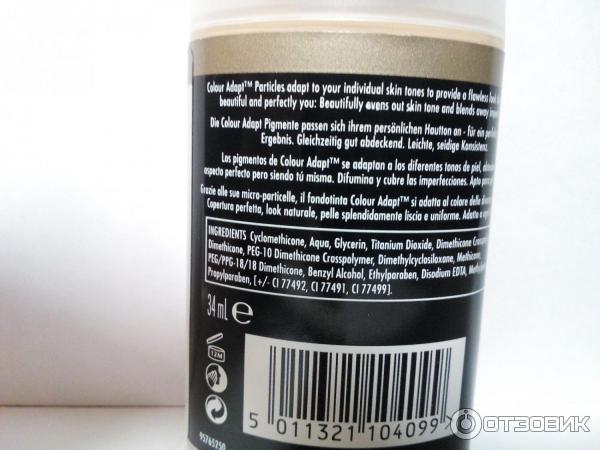 Colour Adapt™ Particles adapt to your individual skin tones to provide a flawless look
beautiful and perfectly you: Beautifully evens out skin tone and blends away
Die Colour Adapt Pigmente passen sich ihrem persönlichen Hautton an - für ein
Ergebnis. Gleichzeitig gut abdeckend. Leichte, seidige Konsistenz.
Los pigmentos de Colour Adapt™ se adaptan a los diferentes tonos de piel,
aspecto perfecto pero siendo tú misma. Difumina y cubre las imperfecciones. Apto
Grazie alle sue micro-particelle, il fondotinta Colour Adapt™ si adatta al colore delle
Copertura perfetta, look naturale, pelle splendidamente liscia e uniforme. Adatto a
INGREDIENTS Cyclomethicone, Aqua, Glycerin, Titanium Dioxide, Dimethicone
Dimethicone, PEG-10 Dimethicone Crosspolymer, Dimethylcyclosiloxane, Methicone,
PEG/PPG-18/18 Dimethicone, Benzyl Alcohol, Ethylparaben, Disodium EDTA,
Propylparaben, [+/- CI 77492, CI 77491, CI 77499].
34 mL e
12M
95765250
5 011321 104099
ОТЗОВИК